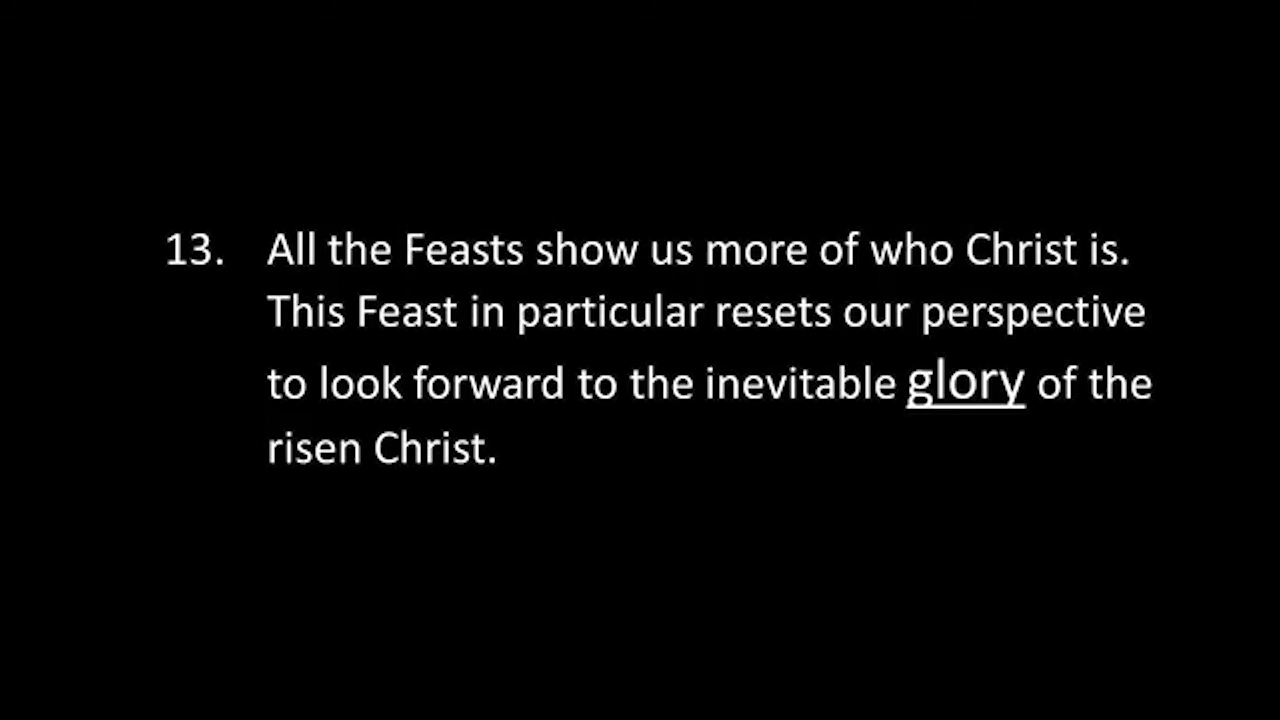 13. All the Feasts show us more of who Christ is.
This Feast in particular resets our perspective
to look forward to the inevitable glory of the
risen Christ.